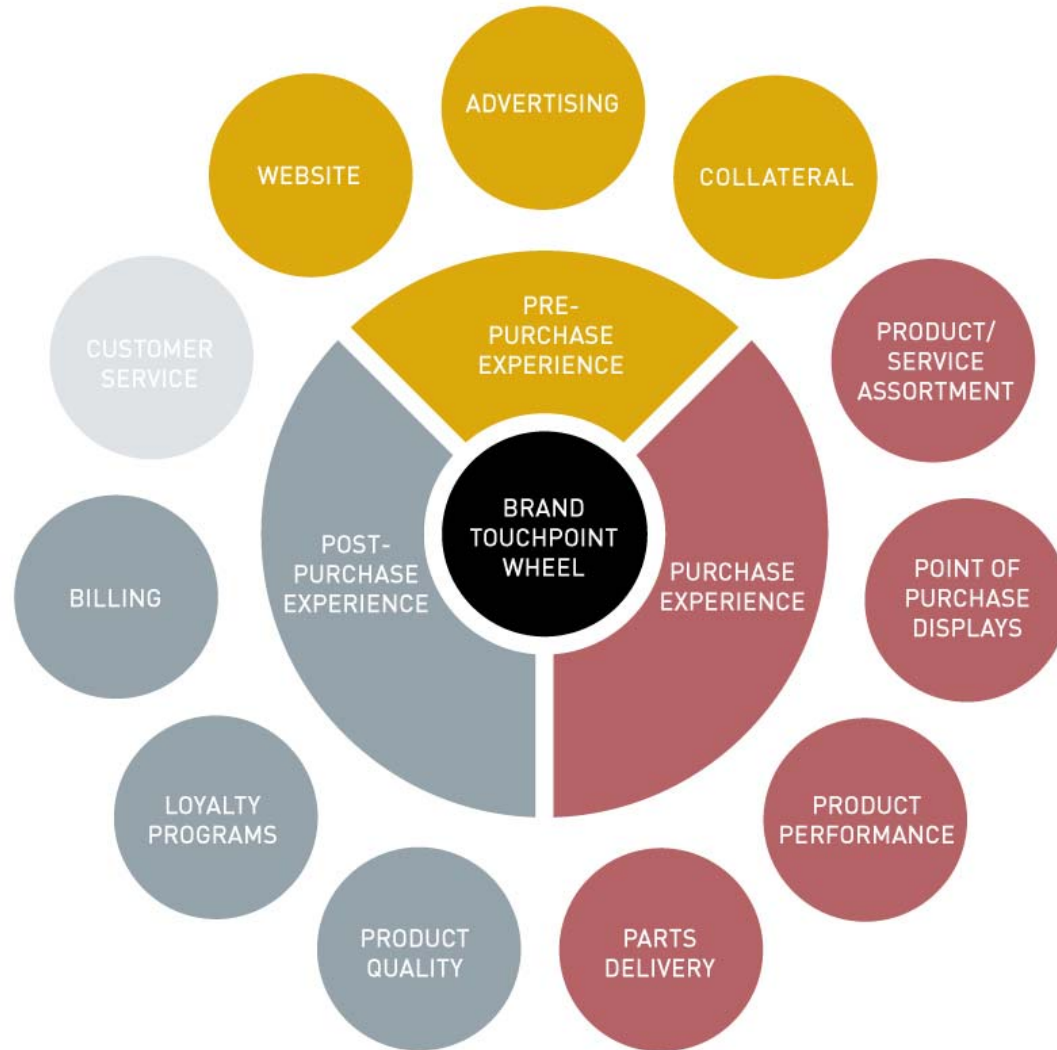 ADVERTISING
WEBSITE
COLLATERAL
PRE-
PURCHASE
EXPERIENCE
CUSTOMER
SERVICE
PRODUCT/
SERVICE
ASSORTMENT
BRAND
TOUCHPOINT
WHEEL
POST-
PURCHASE
EXPERIENCE
PURCHASE
EXPERIENCE
BILLING
POINT OF
PURCHASE
DISPLAYS
LOYALTY
PROGRAMS
PRODUCT
PERFORMANCE
PRODUCT
QUALITY
PARTS
DELIVERY